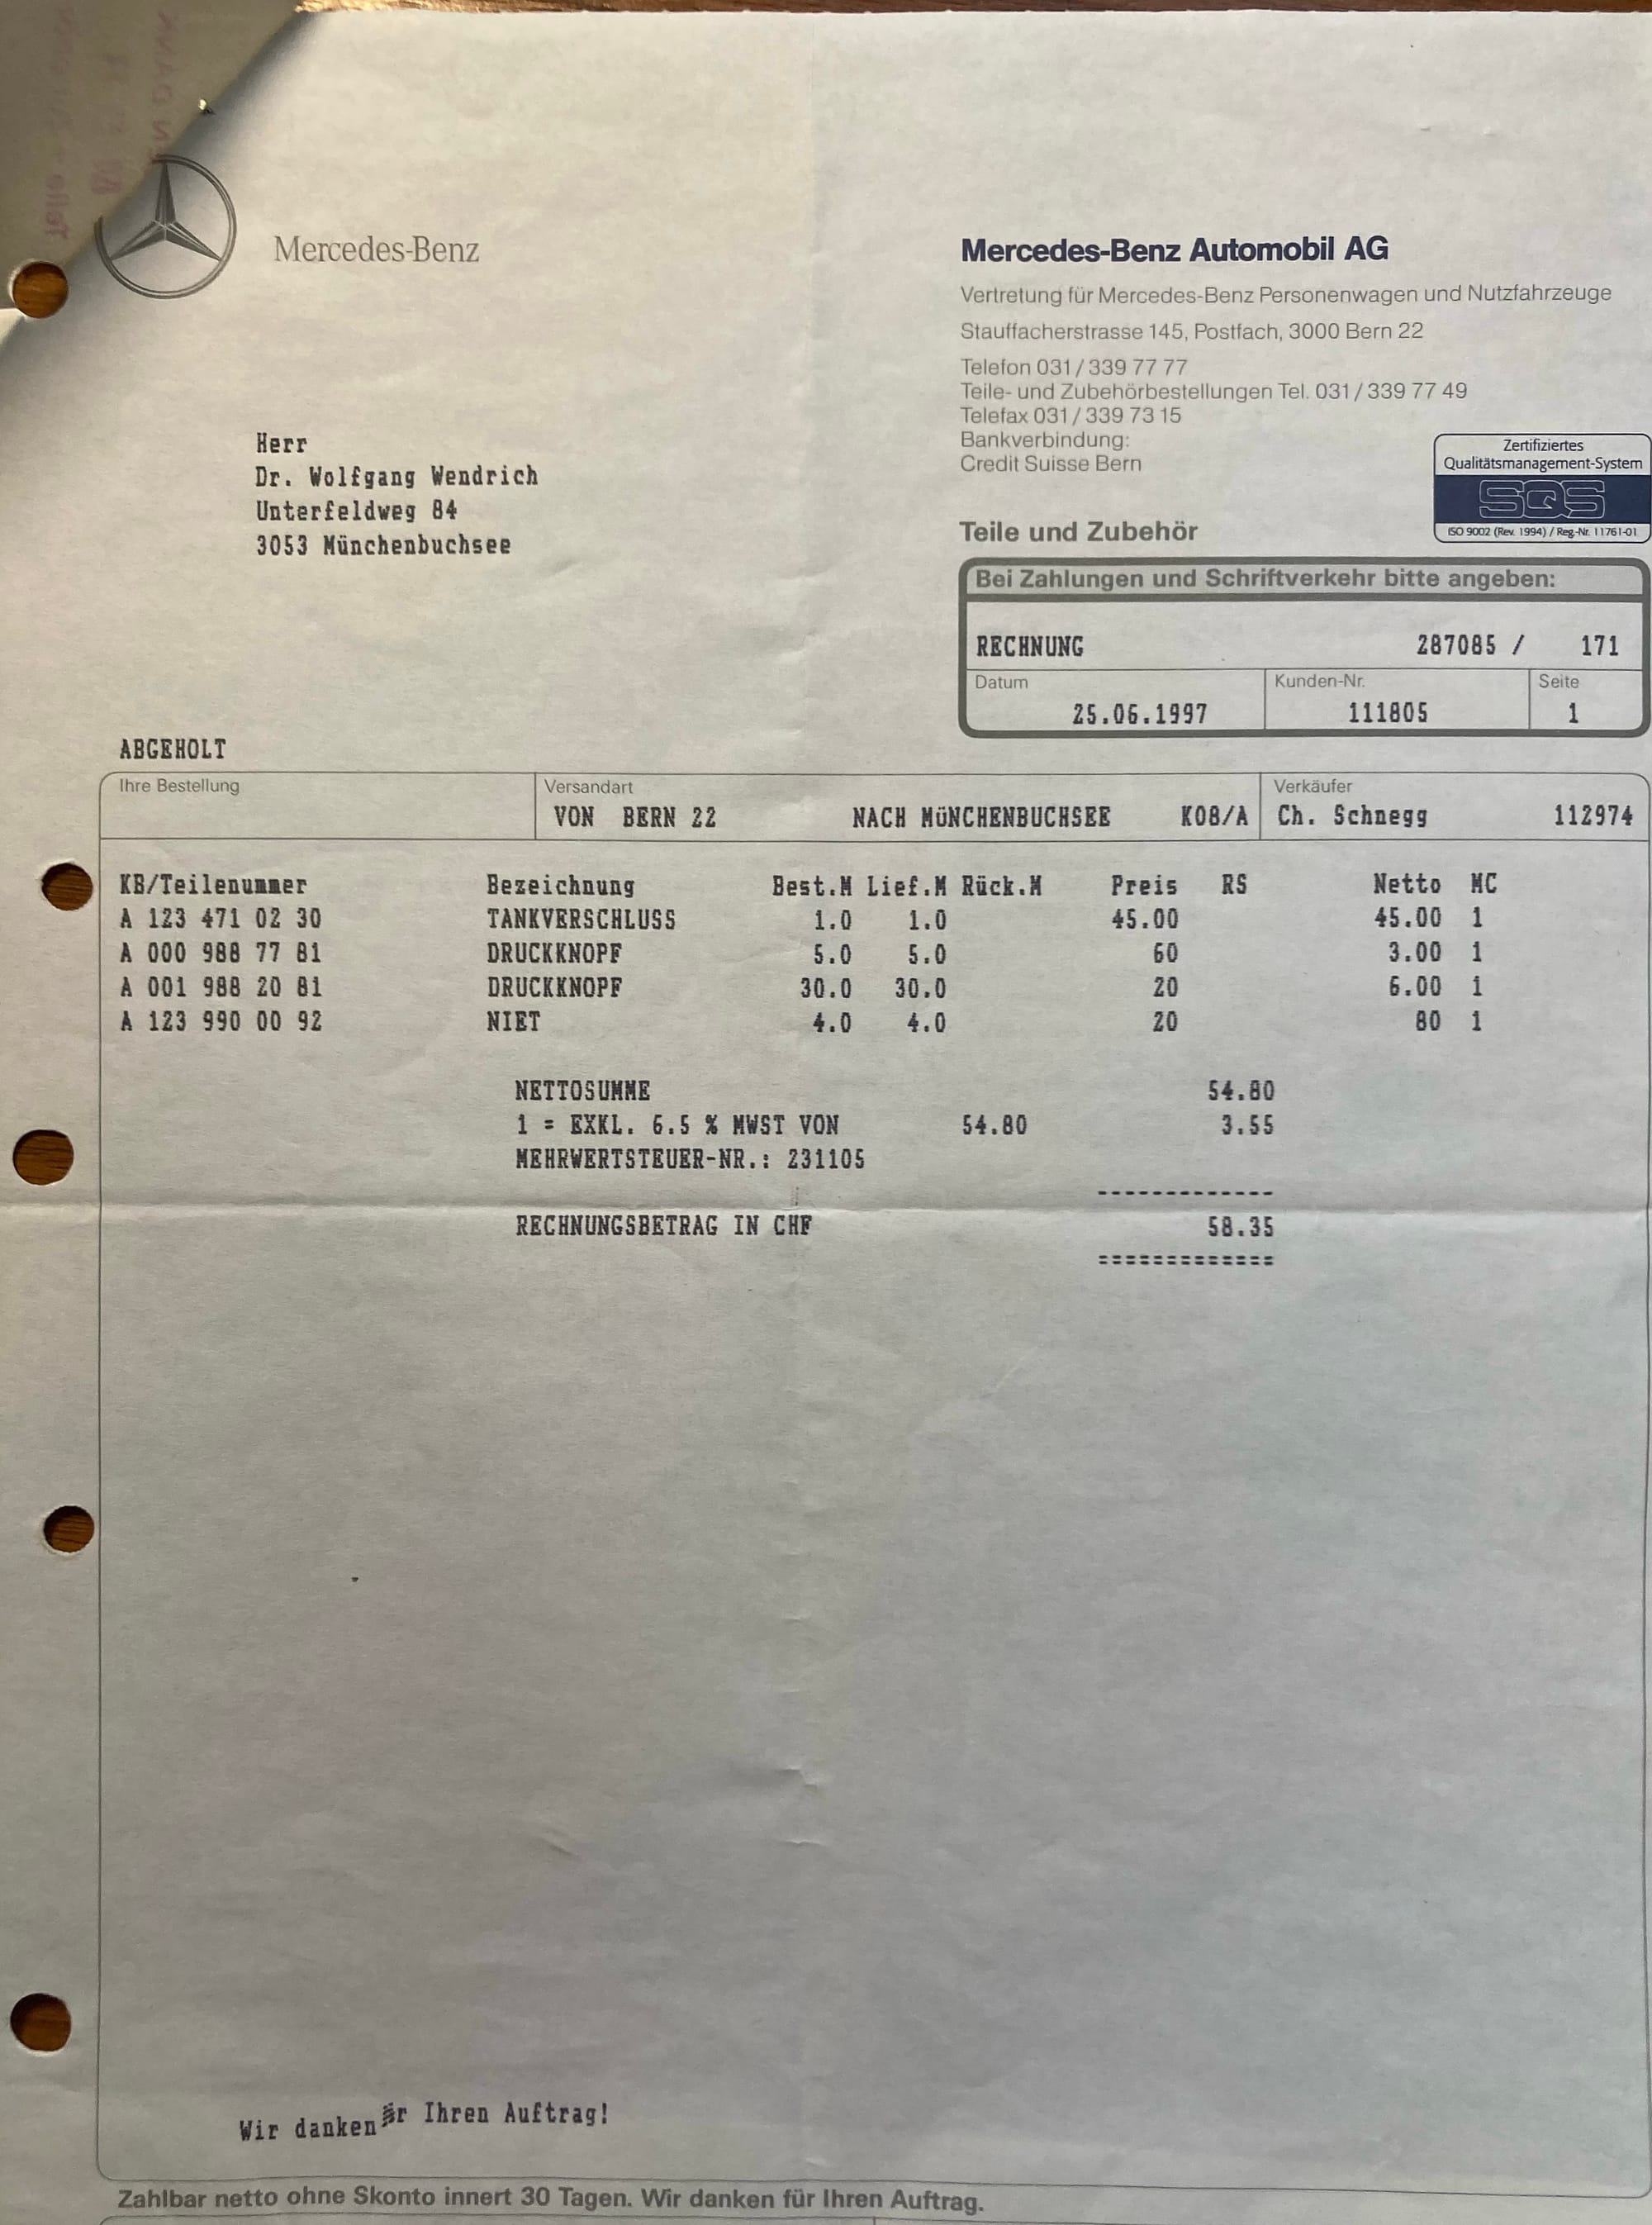 Mercedes-Benz
Mercedes-Benz Automobil AG
Vertretung für Mercedes-Benz Personenwagen und Nutzfahrzeuge
Stauffacherstrasse 145, Postfach, 3000 Bern 22
Telefon 031/339 77 77
Teile- und Zubehörbestellungen Tel. 031/339 77 49
Telefax 031/339 73 15
Bankverbindung:
Credit Suisse Bern
Zertifiziertes
Qualitätsmanagement-System
SQS
ISO 9002 (Rev. 1994) / Reg.-Nr. 11761-01
Herr
Dr. Wolfgang Wendrich
Unterfeldweg 84
3053 Münchenbuchsee
Teile und Zubehör
Bei Zahlungen und Schriftverkehr bitte angeben:
RECHNUNG 287085 / 171
Datum Kunden-Nr. Seite
25.06.1997 111805 1
ABGEHOLT
Ihre Bestellung Versandart Verkäufer
VON BERN 22 NACH MüNCHENBUCHSEE K08/A Ch. Schnegg 112974
KB/Teilenummer Bezeichnung Best.M Lief.M Rück.M Preis RS Netto MC
A 123 471 02 30 TANKVERSCHLUSS 1.0 1.0 45.00 45.00 1
A 000 988 77 81 DRUCKKNOPF 5.0 5.0 60 3.00 1
A 001 988 20 81 DRUCKKNOPF 30.0 30.0 20 6.00 1
A 123 990 00 92 NIET 4.0 4.0 20 80 1
NETTOSUMME 54.80
1 = EXKL. 6.5 % MWST VON 54.80 3.55
MEHRWERTSTEUER-NR.: 231105
-------------
RECHNUNGSBETRAG IN CHF 58.35
=============
Wir danken Ihren Auftrag!
Zahlbar netto ohne Skonto innert 30 Tagen. Wir danken für Ihren Auftrag.